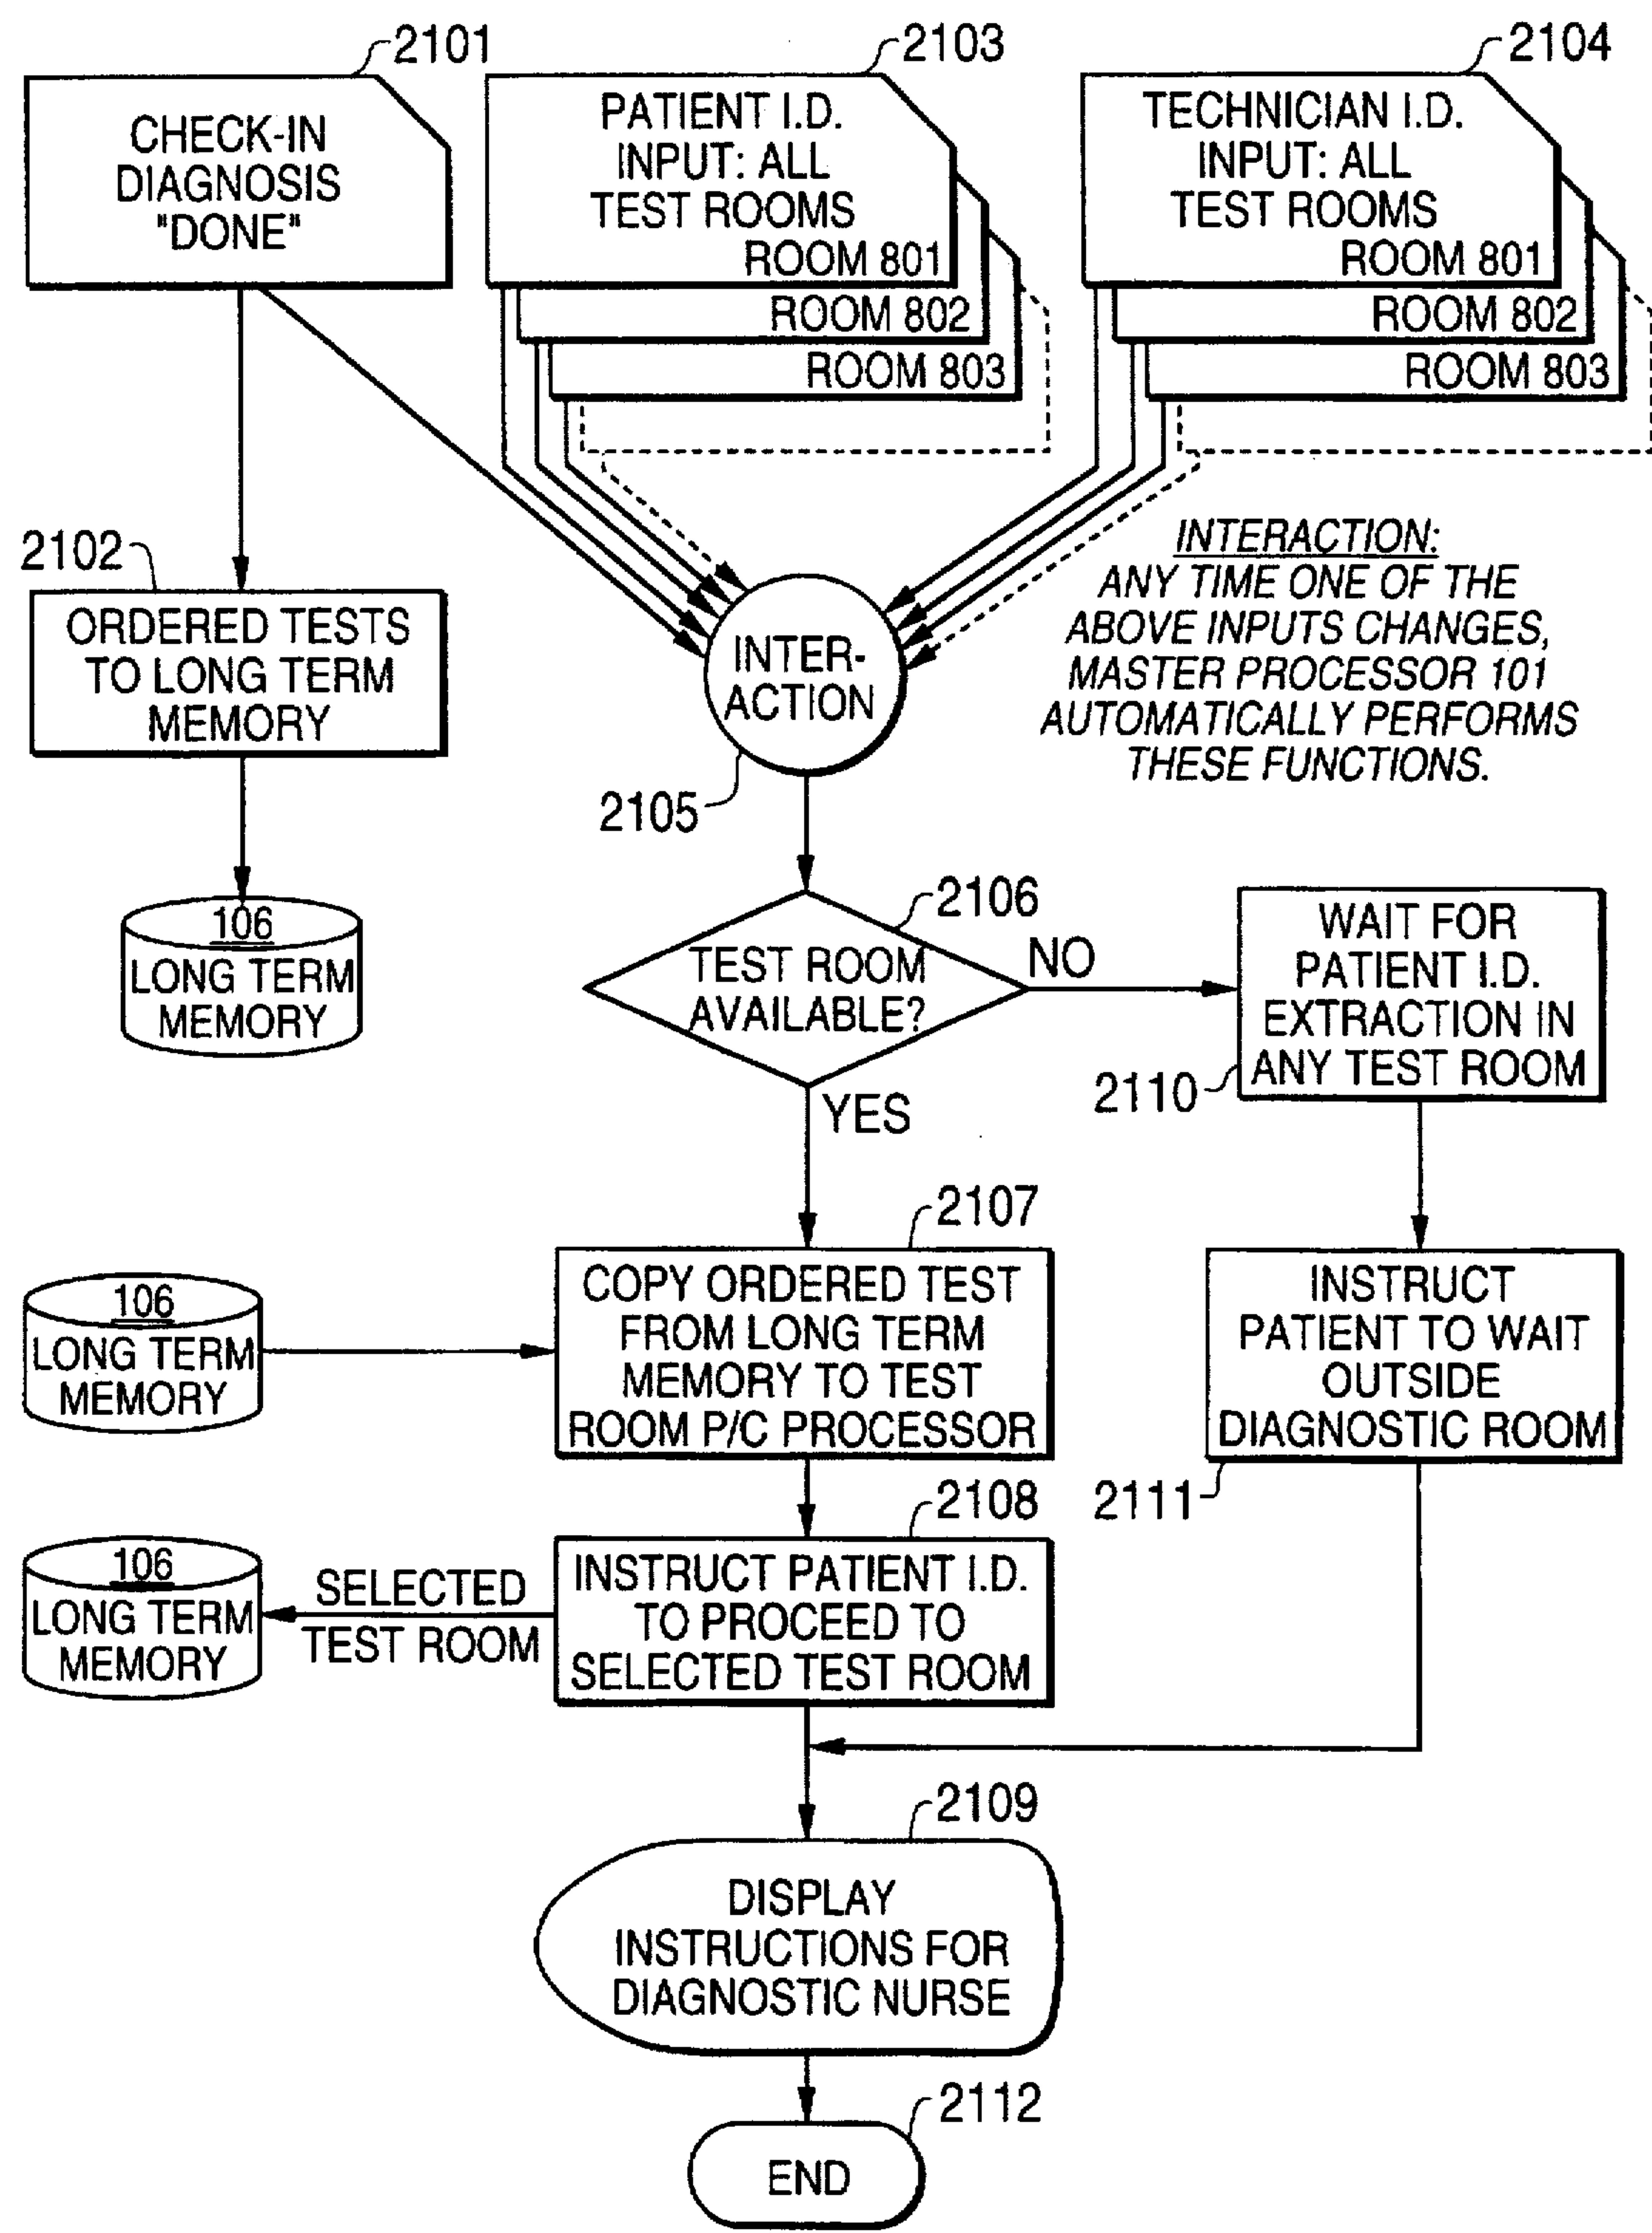 2101
CHECK-IN
DIAGNOSIS
"DONE"
2103
PATIENT I.D.
INPUT: ALL
TEST ROOMS
ROOM 801
ROOM 802
ROOM 803
2104
TECHNICIAN I.D.
INPUT: ALL
TEST ROOMS
ROOM 801
ROOM 802
ROOM 803
2102
ORDERED TESTS
TO LONG TERM
MEMORY
106
LONG TERM
MEMORY
INTER-
ACTION
2105
INTERACTION:
ANY TIME ONE OF THE
ABOVE INPUTS CHANGES,
MASTER PROCESSOR 101
AUTOMATICALLY PERFORMS
THESE FUNCTIONS.
2106
TEST ROOM
AVAILABLE?
NO
YES
WAIT FOR
PATIENT I.D.
EXTRACTION IN
ANY TEST ROOM
2110
2107
COPY ORDERED TEST
FROM LONG TERM
MEMORY TO TEST
ROOM P/C PROCESSOR
106
LONG TERM
MEMORY
INSTRUCT
PATIENT TO WAIT
OUTSIDE
DIAGNOSTIC ROOM
2111
2108
INSTRUCT PATIENT I.D.
TO PROCEED TO
SELECTED TEST ROOM
SELECTED
TEST ROOM
106
LONG TERM
MEMORY
2109
DISPLAY
INSTRUCTIONS FOR
DIAGNOSTIC NURSE
2112
END